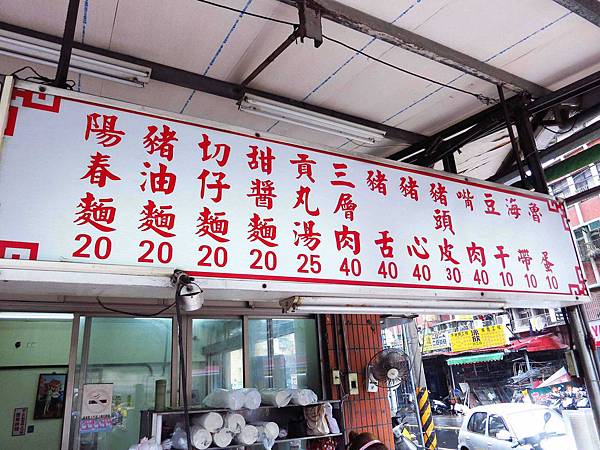 陽春麵 20
豬油麵 20
切仔麵 20
甜醬麵 20
貢丸湯 25
三層肉 40
豬舌 40
豬心 40
豬頭皮 30
嘴肉 40
豆干 10
海帶 10
魯蛋 10